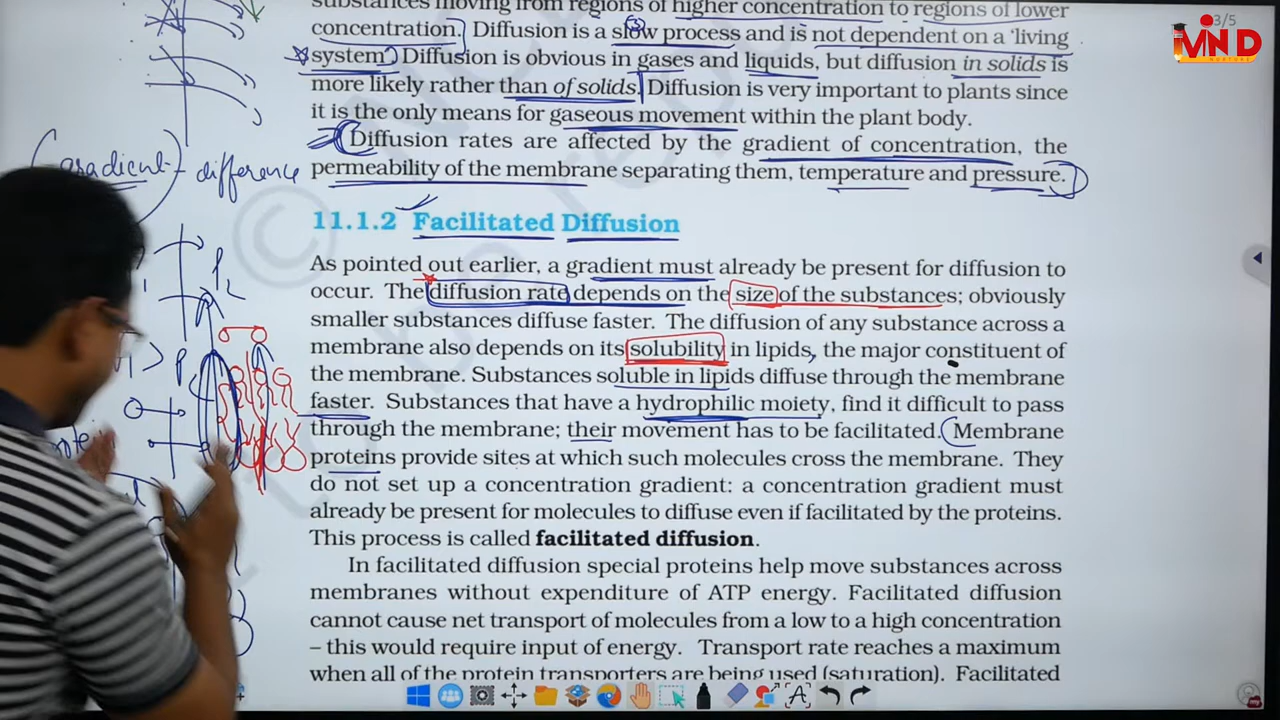 substances moving from regions of higher concentration to regions of lower
concentration. Diffusion is a slow process and is not dependent on a 'living
system'. Diffusion is obvious in gases and liquids, but diffusion in solids is
more likely rather than of solids. Diffusion is very important to plants since
it is the only means for gaseous movement within the plant body.
Diffusion rates are affected by the gradient of concentration, the
permeability of the membrane separating them, temperature and pressure.
(gradient) - difference
11.1.2 Facilitated Diffusion
As pointed out earlier, a gradient must already be present for diffusion to
occur. The diffusion rate depends on the size of the substances; obviously
smaller substances diffuse faster. The diffusion of any substance across a
membrane also depends on its solubility in lipids, the major constituent of
the membrane. Substances soluble in lipids diffuse through the membrane
faster. Substances that have a hydrophilic moiety, find it difficult to pass
through the membrane; their movement has to be facilitated. Membrane
proteins provide sites at which such molecules cross the membrane. They
do not set up a concentration gradient: a concentration gradient must
already be present for molecules to diffuse even if facilitated by the proteins.
This process is called facilitated diffusion.
In facilitated diffusion special proteins help move substances across
membranes without expenditure of ATP energy. Facilitated diffusion
cannot cause net transport of molecules from a low to a high concentration
– this would require input of energy. Transport rate reaches a maximum
when all of the protein transporters are being used (saturation). Facilitated
3/5